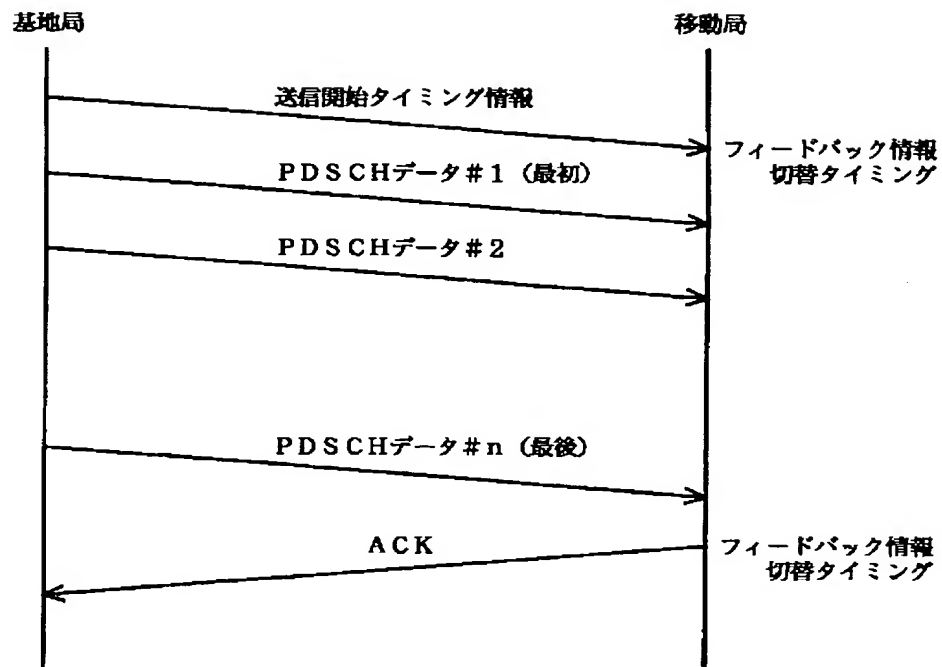 基地局
移動局
送信開始タイミング情報
フィードバック情報
切替タイミング
PDSCHデータ#1（最初）
PDSCHデータ#2
PDSCHデータ#n（最後）
ACK
フィードバック情報
切替タイミング